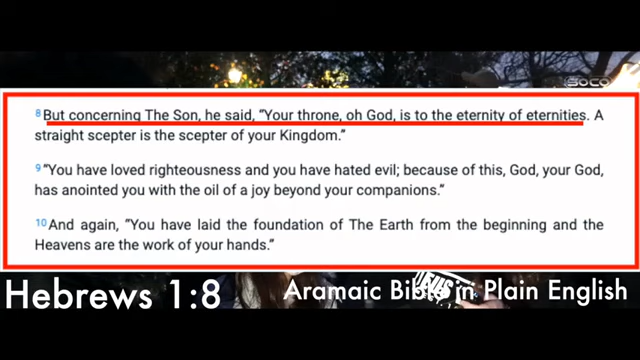 SOCO
8 But concerning The Son, he said, “Your throne, oh God, is to the eternity of eternities. A
straight scepter is the scepter of your Kingdom.”
9 “You have loved righteousness and you have hated evil; because of this, God, your God,
has anointed you with the oil of a joy beyond your companions.”
10 And again, “You have laid the foundation of The Earth from the beginning and the
Heavens are the work of your hands.”
Hebrews 1:8
Aramaic Bible in Plain English